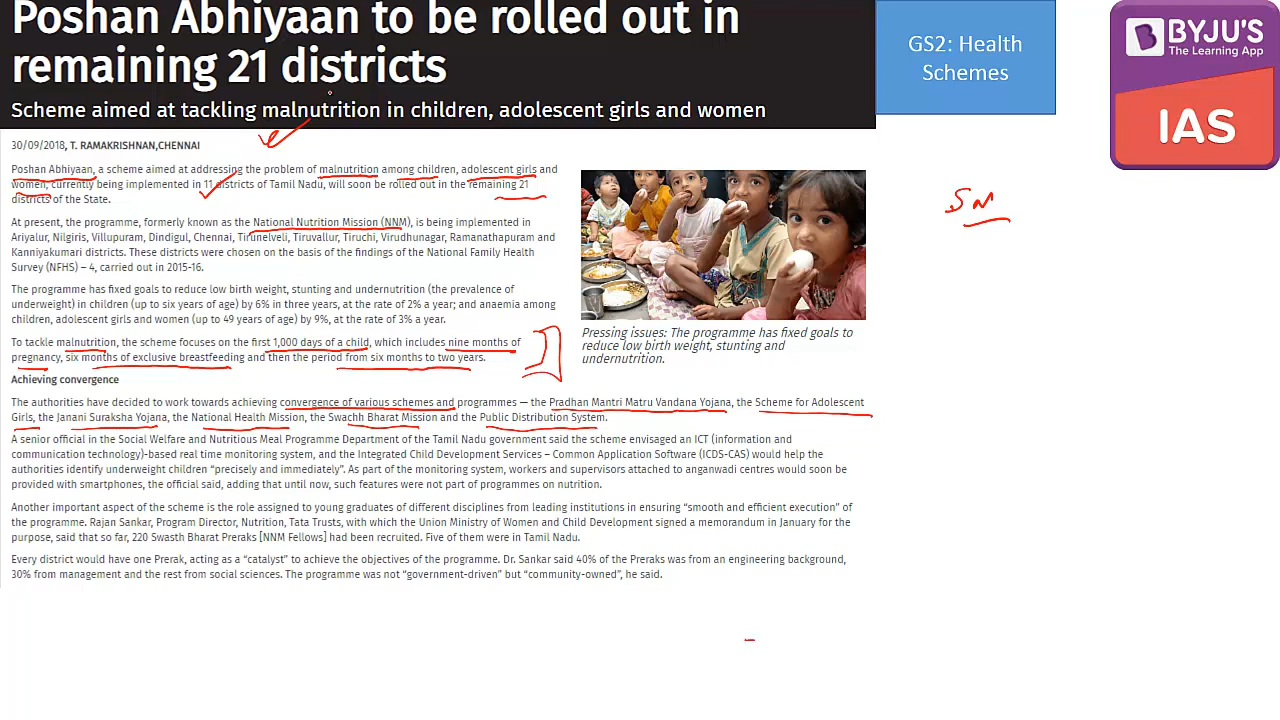 Poshan Abhiyaan to be rolled out in
remaining 21 districts
Scheme aimed at tackling malnutrition in children, adolescent girls and women
GS2: Health
Schemes
BYJU'S
The Learning App
IAS
30/09/2018, T. RAMAKRISHNAN,CHENNAI
Poshan Abhiyaan, a scheme aimed at addressing the problem of malnutrition among children, adolescent girls and
women, currently being implemented in 11 districts of Tamil Nadu, will soon be rolled out in the remaining 21
districts of the State.
At present, the programme, formerly known as the National Nutrition Mission (NNM), is being implemented in
Ariyalur, Nilgiris, Villupuram, Dindigul, Chennai, Tirunelveli, Tiruvallur, Tiruchi, Virudhunagar, Ramanathapuram and
Kanniyakumari districts. These districts were chosen on the basis of the findings of the National Family Health
Survey (NFHS) – 4, carried out in 2015-16.
The programme has fixed goals to reduce low birth weight, stunting and undernutrition (the prevalence of
underweight) in children (up to six years of age) by 6% in three years, at the rate of 2% a year; and anaemia among
children, adolescent girls and women (up to 49 years of age) by 9%, at the rate of 3% a year.
To tackle malnutrition, the scheme focuses on the first 1,000 days of a child, which includes nine months of
pregnancy, six months of exclusive breastfeeding and then the period from six months to two years.
Pressing issues: The programme has fixed goals to
reduce low birth weight, stunting and
undernutrition.
SM
Achieving convergence
The authorities have decided to work towards achieving convergence of various schemes and programmes — the Pradhan Mantri Matru Vandana Yojana, the Scheme for Adolescent
Girls, the Janani Suraksha Yojana, the National Health Mission, the Swachh Bharat Mission and the Public Distribution System.
A senior official in the Social Welfare and Nutritious Meal Programme Department of the Tamil Nadu government said the scheme envisaged an ICT (information and
communication technology)-based real time monitoring system, and the Integrated Child Development Services – Common Application Software (ICDS-CAS) would help the
authorities identify underweight children “precisely and immediately”. As part of the monitoring system, workers and supervisors attached to anganwadi centres would soon be
provided with smartphones, the official said, adding that until now, such features were not part of programmes on nutrition.
Another important aspect of the scheme is the role assigned to young graduates of different disciplines from leading institutions in ensuring “smooth and efficient execution” of
the programme. Rajan Sankar, Program Director, Nutrition, Tata Trusts, with which the Union Ministry of Women and Child Development signed a memorandum in January for the
purpose, said that so far, 220 Swasth Bharat Preraks [NNM Fellows] had been recruited. Five of them were in Tamil Nadu.
Every district would have one Prerak, acting as a “catalyst” to achieve the objectives of the programme. Dr. Sankar said 40% of the Preraks was from an engineering background,
30% from management and the rest from social sciences. The programme was not “government-driven” but “community-owned”, he said.